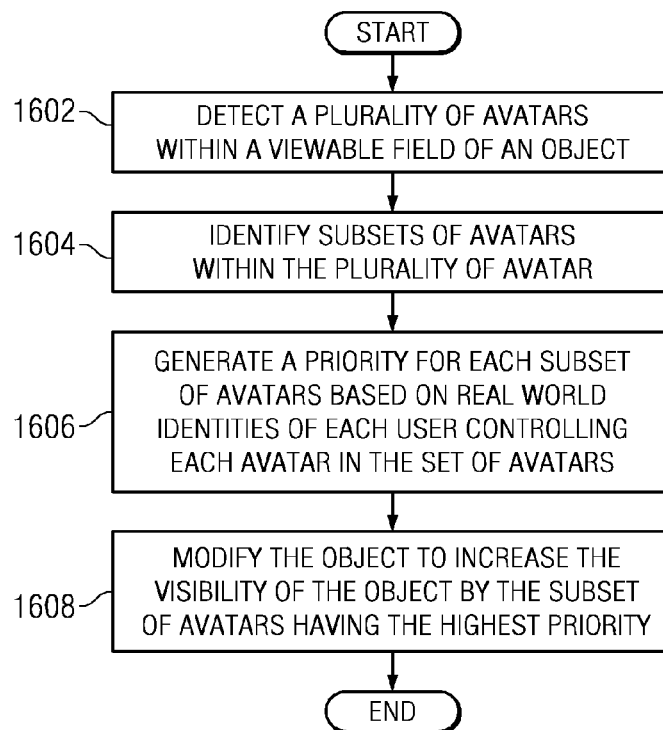 START
1602
DETECT A PLURALITY OF AVATARS
WITHIN A VIEWABLE FIELD OF AN OBJECT
1604
IDENTIFY SUBSETS OF AVATARS
WITHIN THE PLURALITY OF AVATAR
1606
GENERATE A PRIORITY FOR EACH SUBSET
OF AVATARS BASED ON REAL WORLD
IDENTITIES OF EACH USER CONTROLLING
EACH AVATAR IN THE SET OF AVATARS
1608
MODIFY THE OBJECT TO INCREASE THE
VISIBILITY OF THE OBJECT BY THE SUBSET
OF AVATARS HAVING THE HIGHEST PRIORITY
END